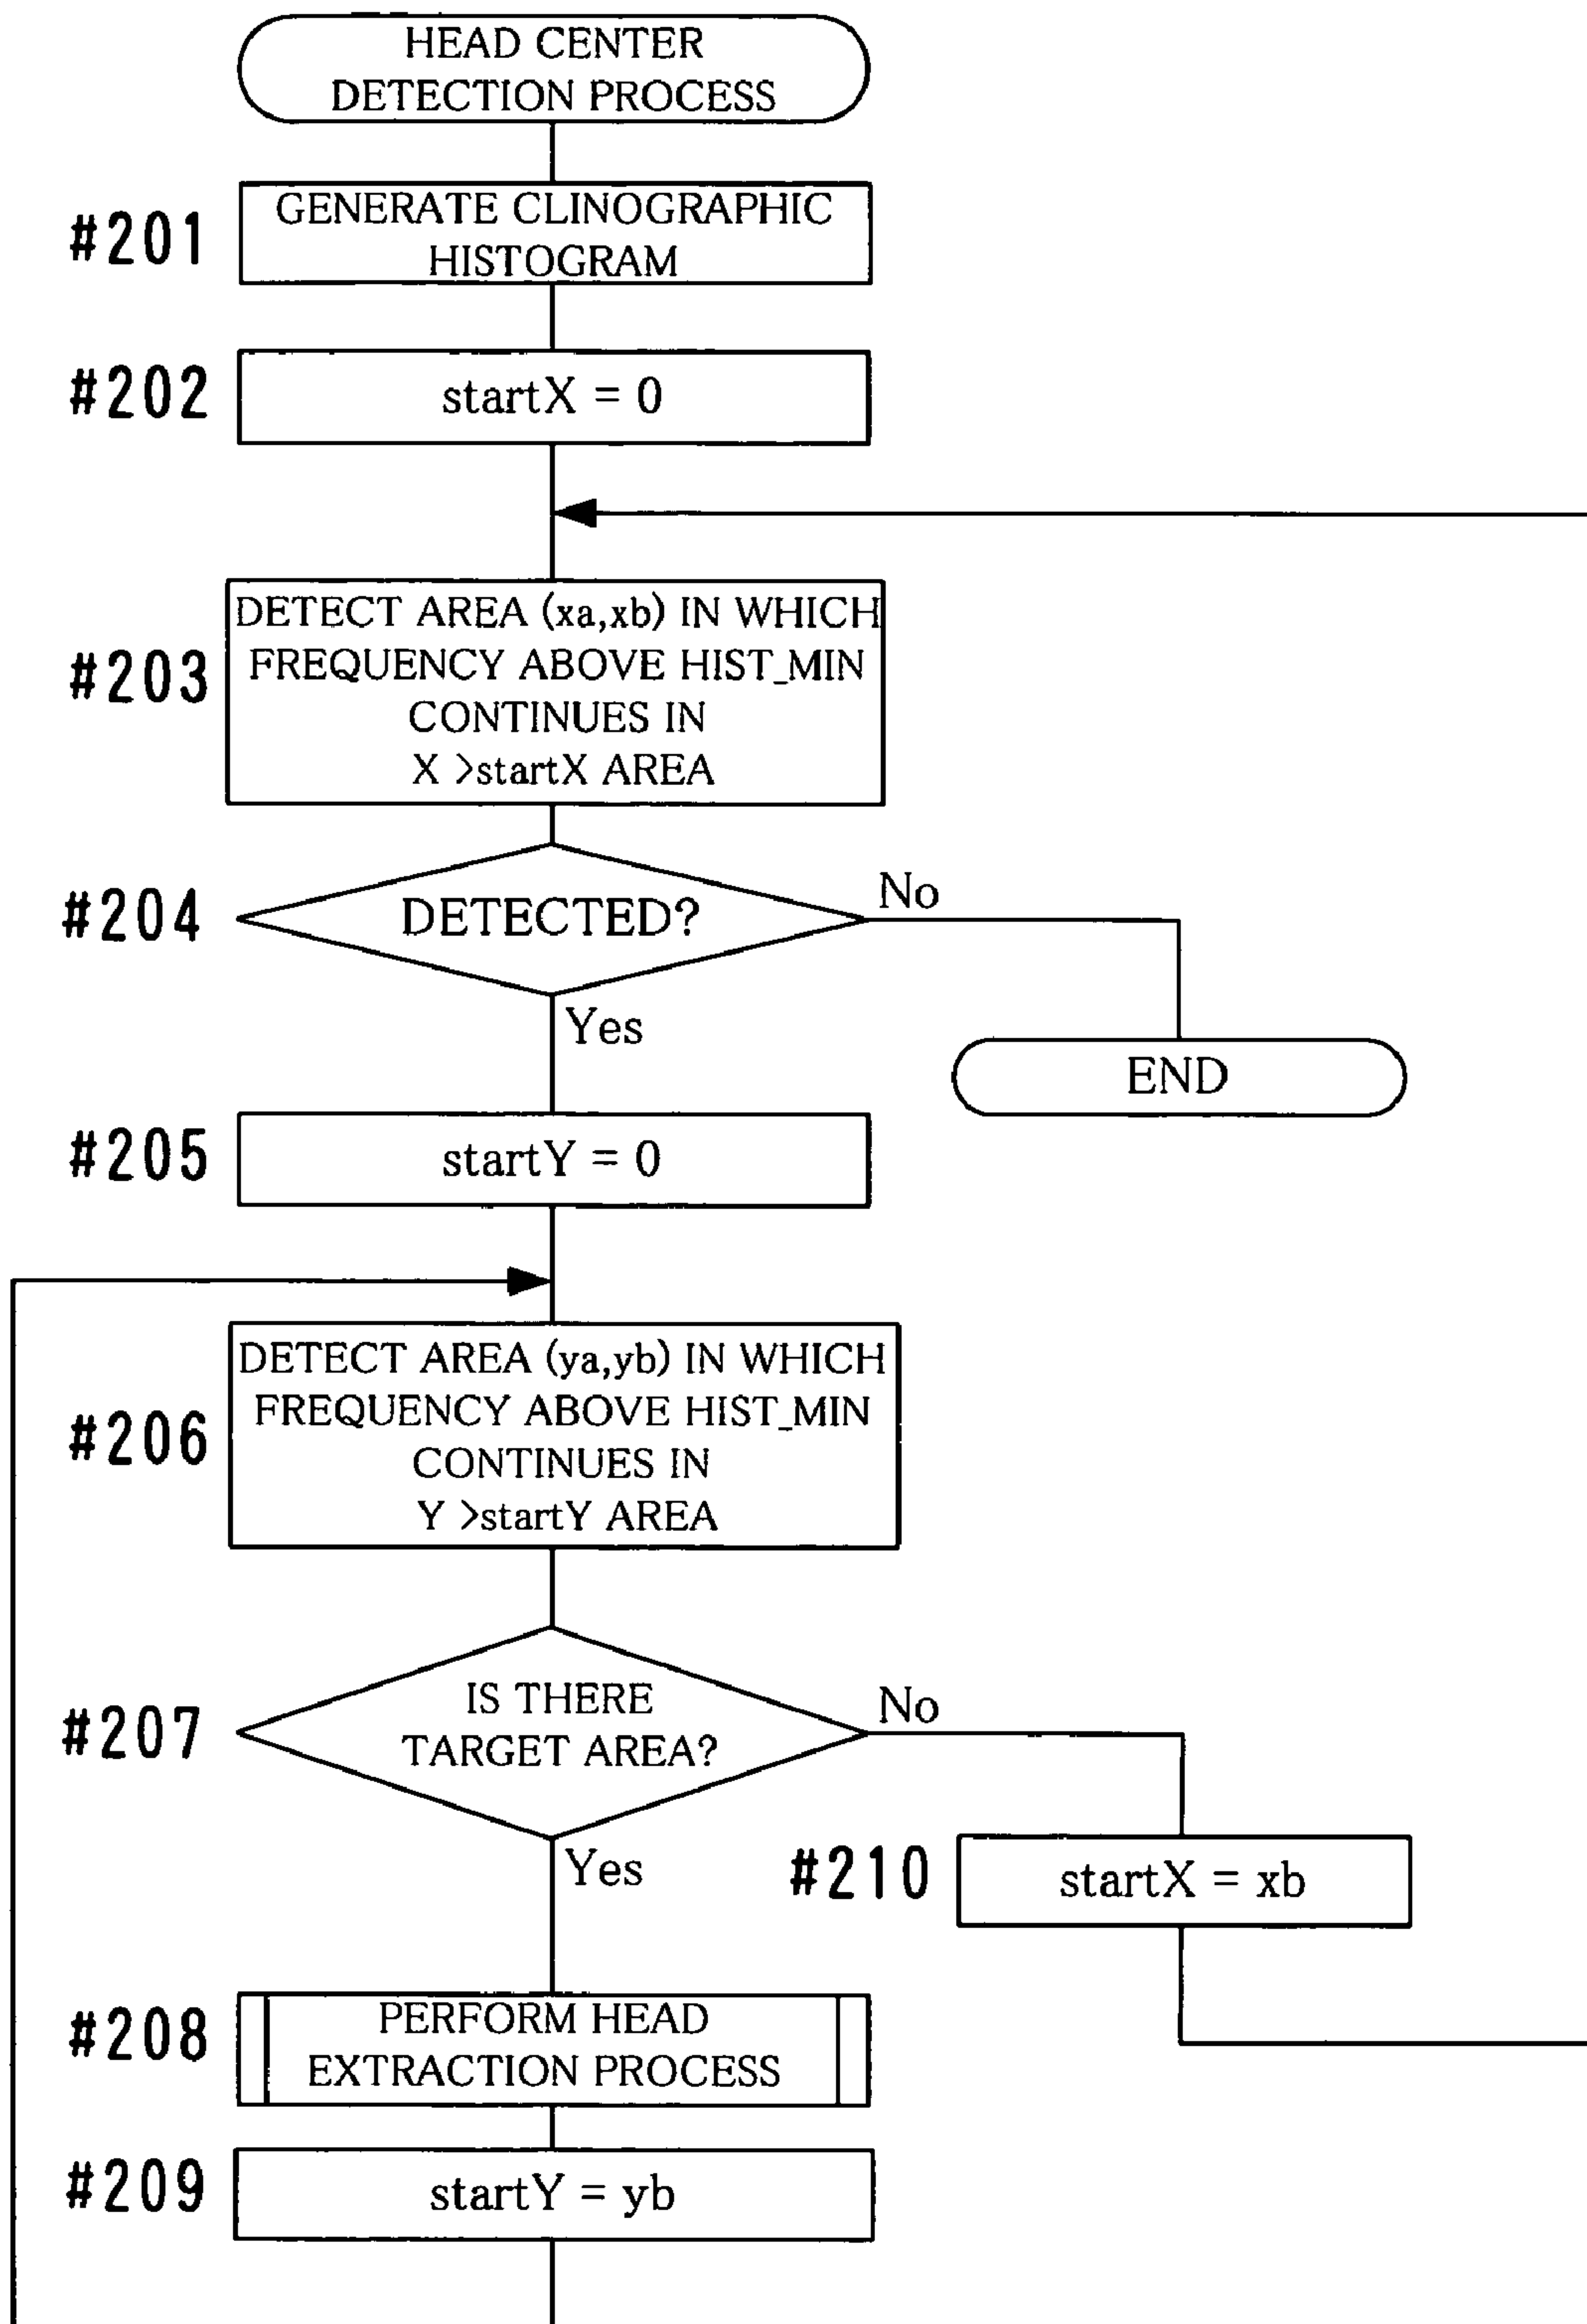 HEAD CENTER
DETECTION PROCESS
#201
GENERATE CLINOGRAPHIC
HISTOGRAM
#202
startX = 0
#203
DETECT AREA (xa,xb) IN WHICH
FREQUENCY ABOVE HIST_MIN
CONTINUES IN
X >startX AREA
#204
DETECTED?
No
Yes
END
#205
startY = 0
#206
DETECT AREA (ya,yb) IN WHICH
FREQUENCY ABOVE HIST_MIN
CONTINUES IN
Y >startY AREA
#207
IS THERE
TARGET AREA?
No
Yes
#210
startX = xb
#208
PERFORM HEAD
EXTRACTION PROCESS
#209
startY = yb